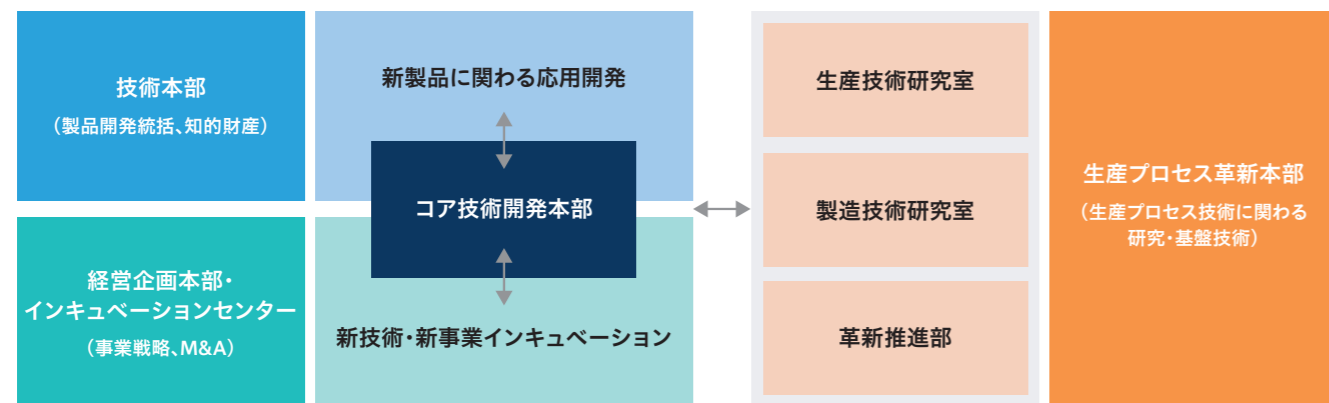 技術本部
（製品開発統括、知的財産）
経営企画本部・
インキュベーションセンター
（事業戦略、M&A）
新製品に関わる応用開発
コア技術開発本部
新技術・新事業インキュベーション
生産技術研究室
製造技術研究室
革新推進部
生産プロセス革新本部
（生産プロセス技術に関わる
研究・基盤技術）